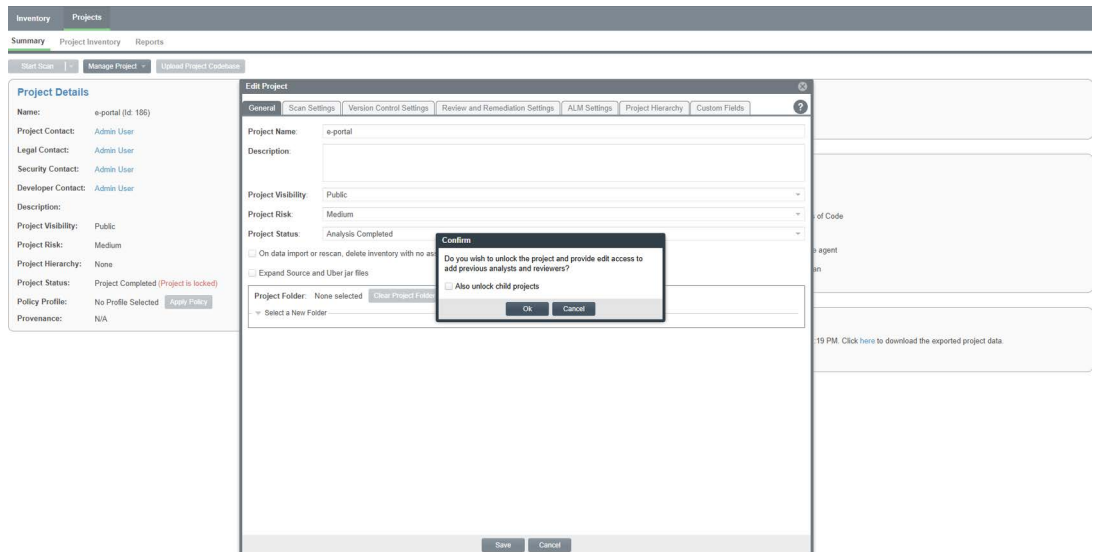 Inventory Projects
Summary Project Inventory Reports
Start Scan Manage Project Upload Project Codebase
Project Details
Name: e-portal (Id: 186)
Project Contact: Admin User
Legal Contact: Admin User
Security Contact: Admin User
Developer Contact: Admin User
Description:
Project Visibility: Public
Project Risk: Medium
Project Hierarchy: None
Project Status: Project Completed (Project is locked)
Policy Profile: No Profile Selected Apply Policy
Provenance: N/A
Edit Project
General Scan Settings Version Control Settings Review and Remediation Settings ALM Settings Project Hierarchy Custom Fields ?
Project Name: e-portal
Description:
Project Visibility: Public
Project Risk: Medium
Project Status: Analysis Completed
On data import or rescan, delete inventory with no
Expand Source and Uber jar files
Project Folder: None selected Clear Project Folder
Select a New Folder
Confirm
Do you wish to unlock the project and provide edit access to
add previous analysts and reviewers?
Also unlock child projects
Ok Cancel
Save Cancel
of Code
agent
:19 PM. Click here to download the exported project data.